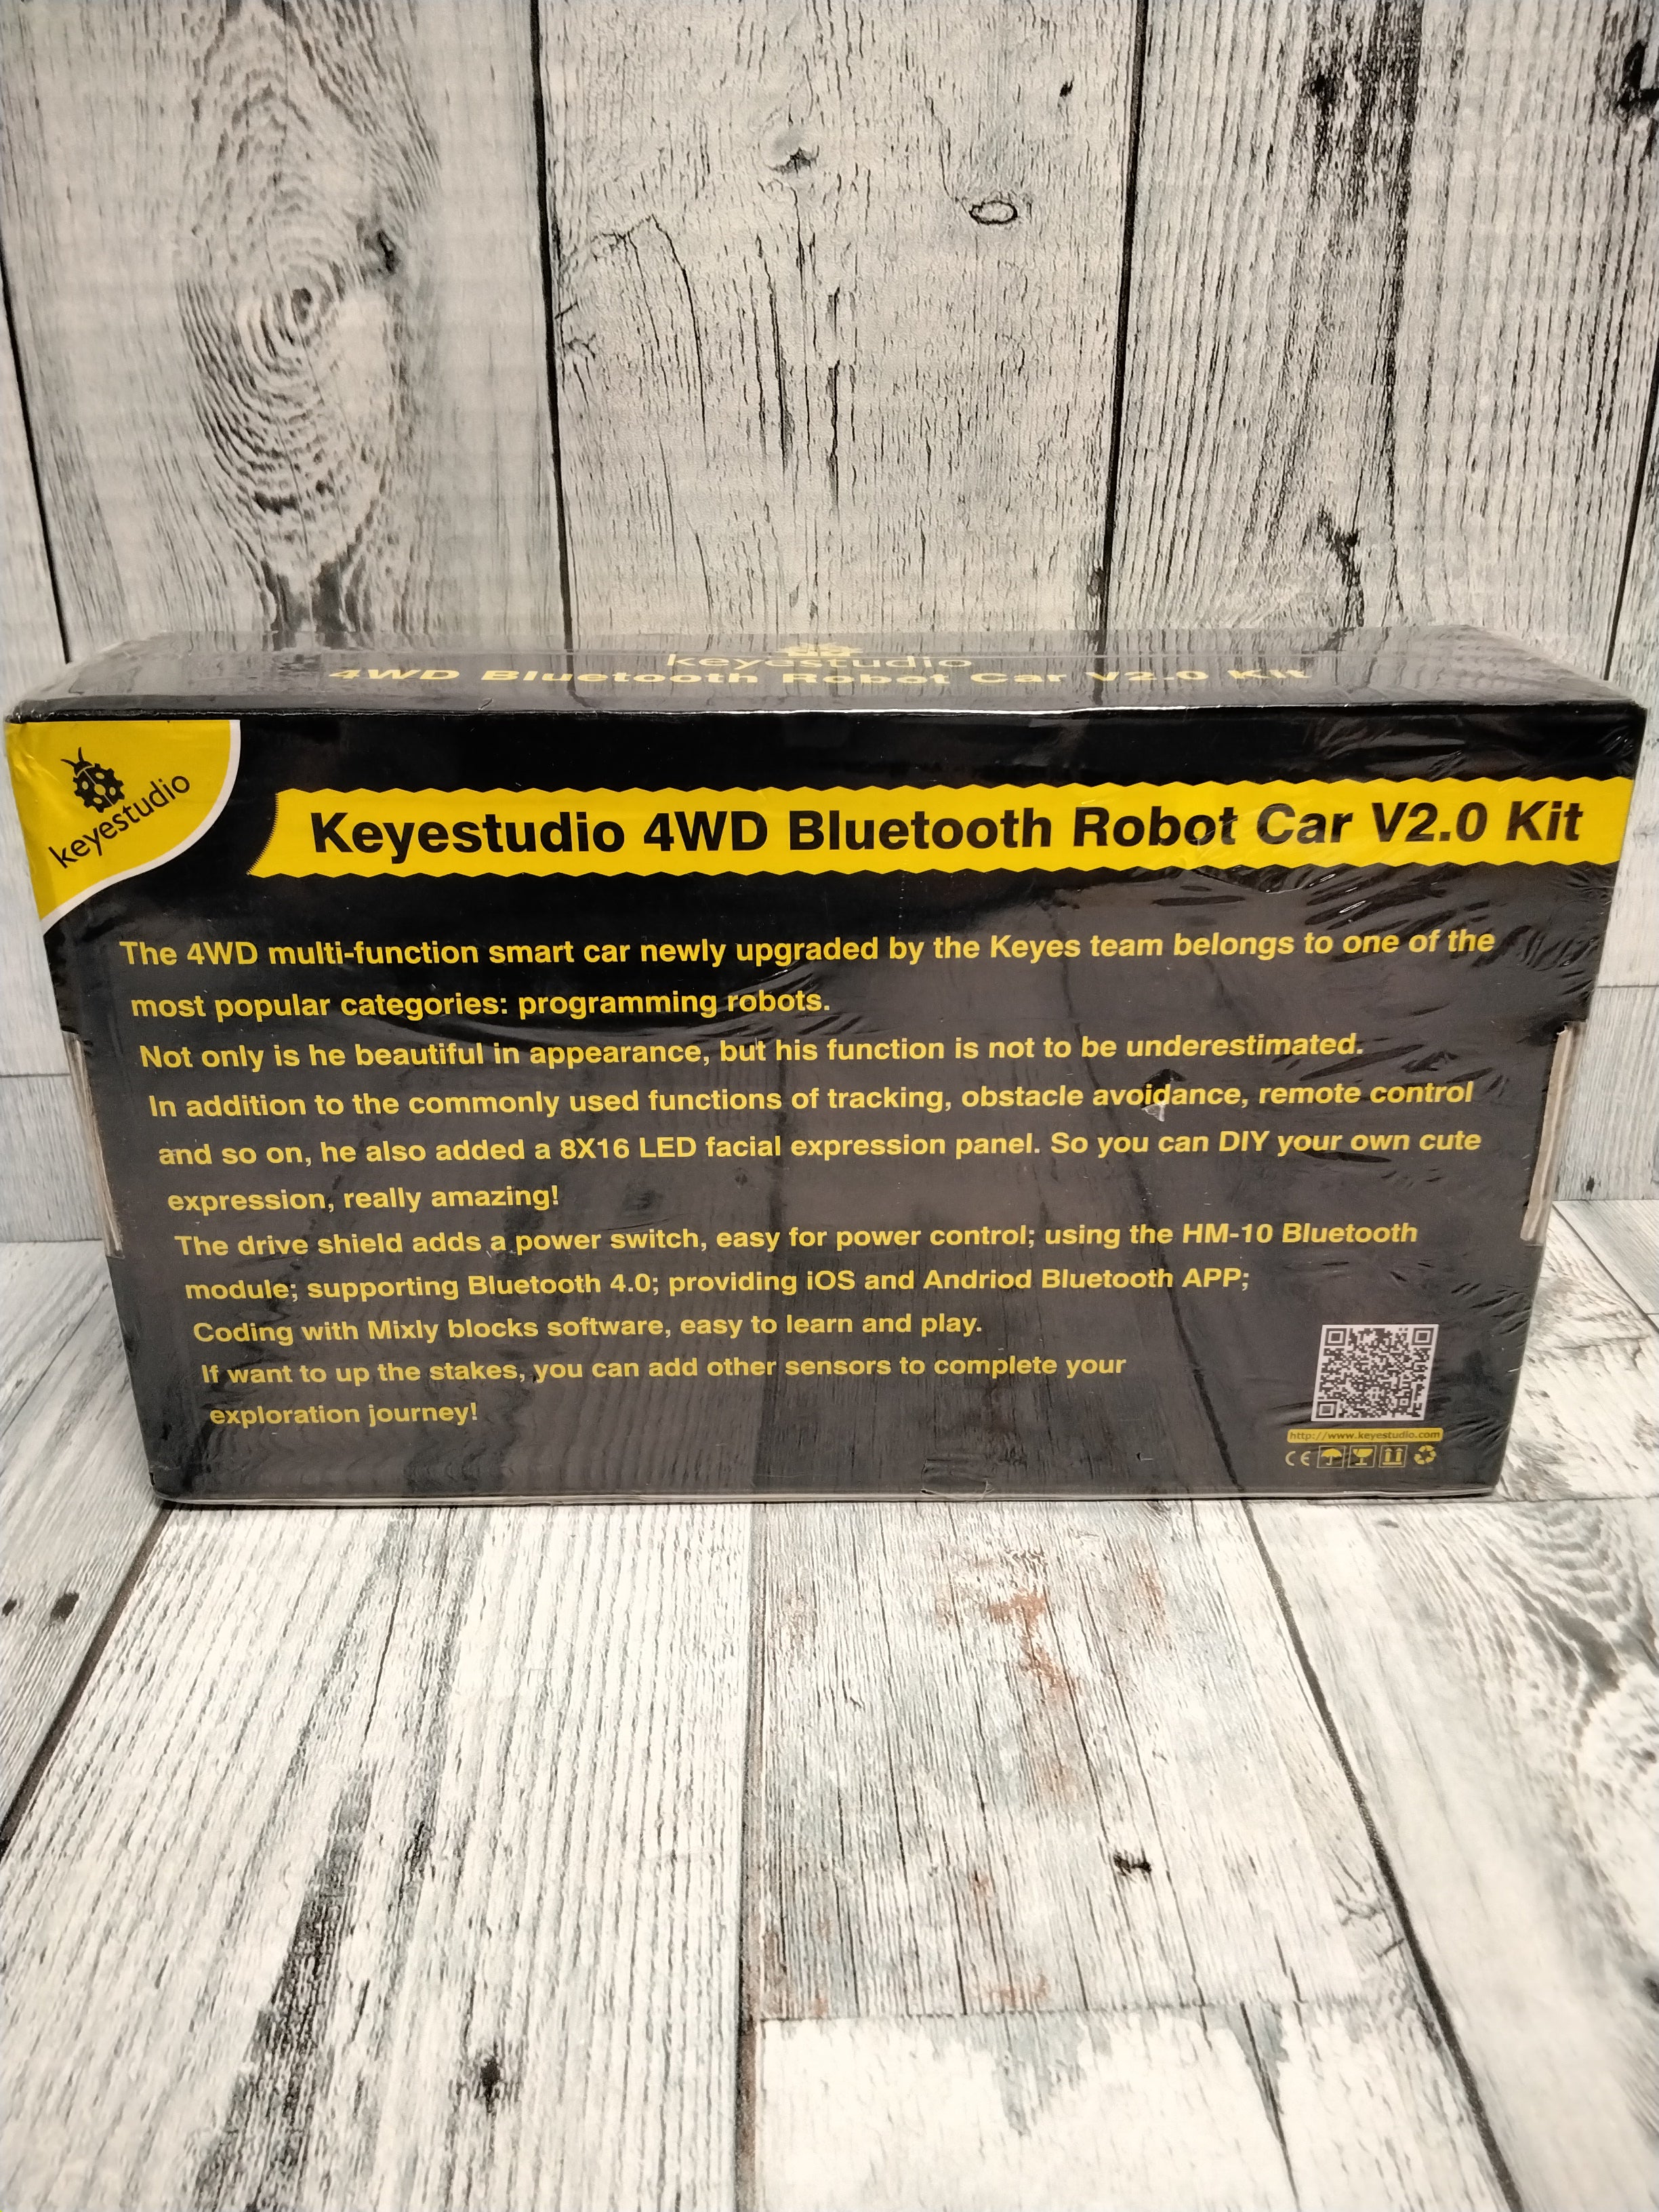 keyestudio
4WD Bluetooth Robot Car V2.0 Kit
keyestudio
Keyestudio 4WD Bluetooth Robot Car V2.0 Kit
The 4WD multi-function smart car newly upgraded by the Keyes team belongs to one of the
most popular categories: programming robots.
Not only is he beautiful in appearance, but his function is not to be underestimated.
In addition to the commonly used functions of tracking, obstacle avoidance, remote control
and so on, he also added a 8X16 LED facial expression panel. So you can DIY your own cute
expression, really amazing!
The drive shield adds a power switch, easy for power control; using the HM-10 Bluetooth
module; supporting Bluetooth 4.0; providing iOS and Andriod Bluetooth APP;
Coding with Mixly blocks software, easy to learn and play.
If want to up the stakes, you can add other sensors to complete your
exploration journey!
http://www.keyestudio.com
CE